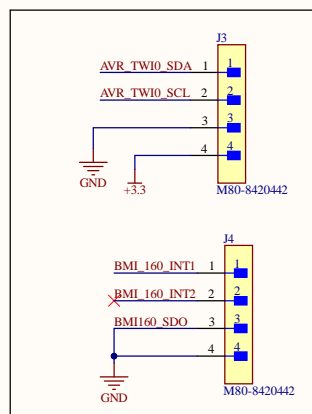 J3
AVR_TWI0_SDA 1 1
AVR_TWI0_SCL 2 2
3 3
4 4
GND
+3.3
M80-8420442
J4
BMI_160_INT1 1 1
BMI_160_INT2 2 2
BMI160_SDO 3 3
4 4
GND
M80-8420442